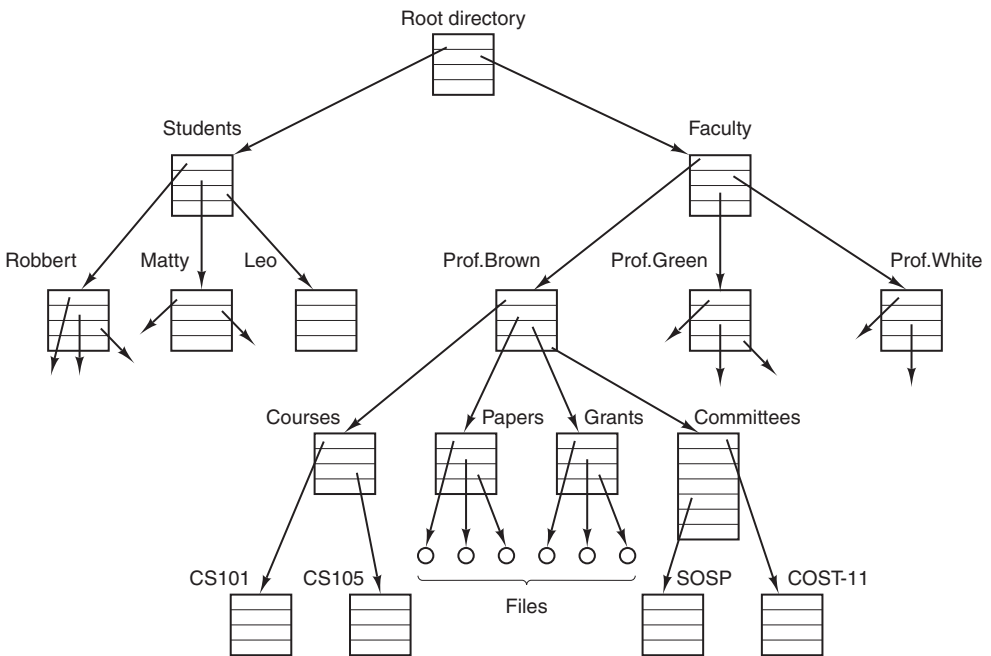 Root directory
Students
Faculty
Robbert
Matty
Leo
Prof.Brown
Prof.Green
Prof.White
Courses
Papers
Grants
Committees
CS101
CS105
SOSP
COST-11
Files